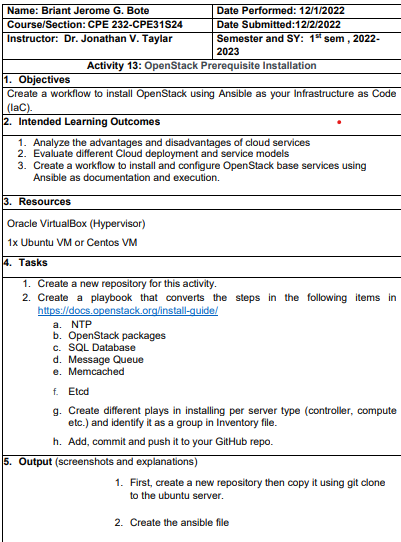 Name: Briant Jerome G. Bote
Date Performed: 12/1/2022
Course/Section: CPE 232-CPE31S24
Date Submitted:12/2/2022
Instructor: Dr. Jonathan V. Taylar
Semester and SY: 1st sem , 2022-
2023
Activity 13: OpenStack Prerequisite Installation
1. Objectives
Create a workflow to install OpenStack using Ansible as your Infrastructure as Code
(IaC).
2. Intended Learning Outcomes
1. Analyze the advantages and disadvantages of cloud services
2. Evaluate different Cloud deployment and service models
3. Create a workflow to install and configure OpenStack base services using
Ansible as documentation and execution.
3. Resources
Oracle VirtualBox (Hypervisor)
1x Ubuntu VM or Centos VM
4. Tasks
1. Create a new repository for this activity.
2. Create a playbook that converts the steps in the following items in
https://docs.openstack.org/install-guide/
a. NTP
b. OpenStack packages
c. SQL Database
d. Message Queue
e. Memcached
f. Etcd
g. Create different plays in installing per server type (controller, compute
etc.) and identify it as a group in Inventory file.
h. Add, commit and push it to your GitHub repo.
5. Output (screenshots and explanations)
1. First, create a new repository then copy it using git clone
to the ubuntu server.
2. Create the ansible file